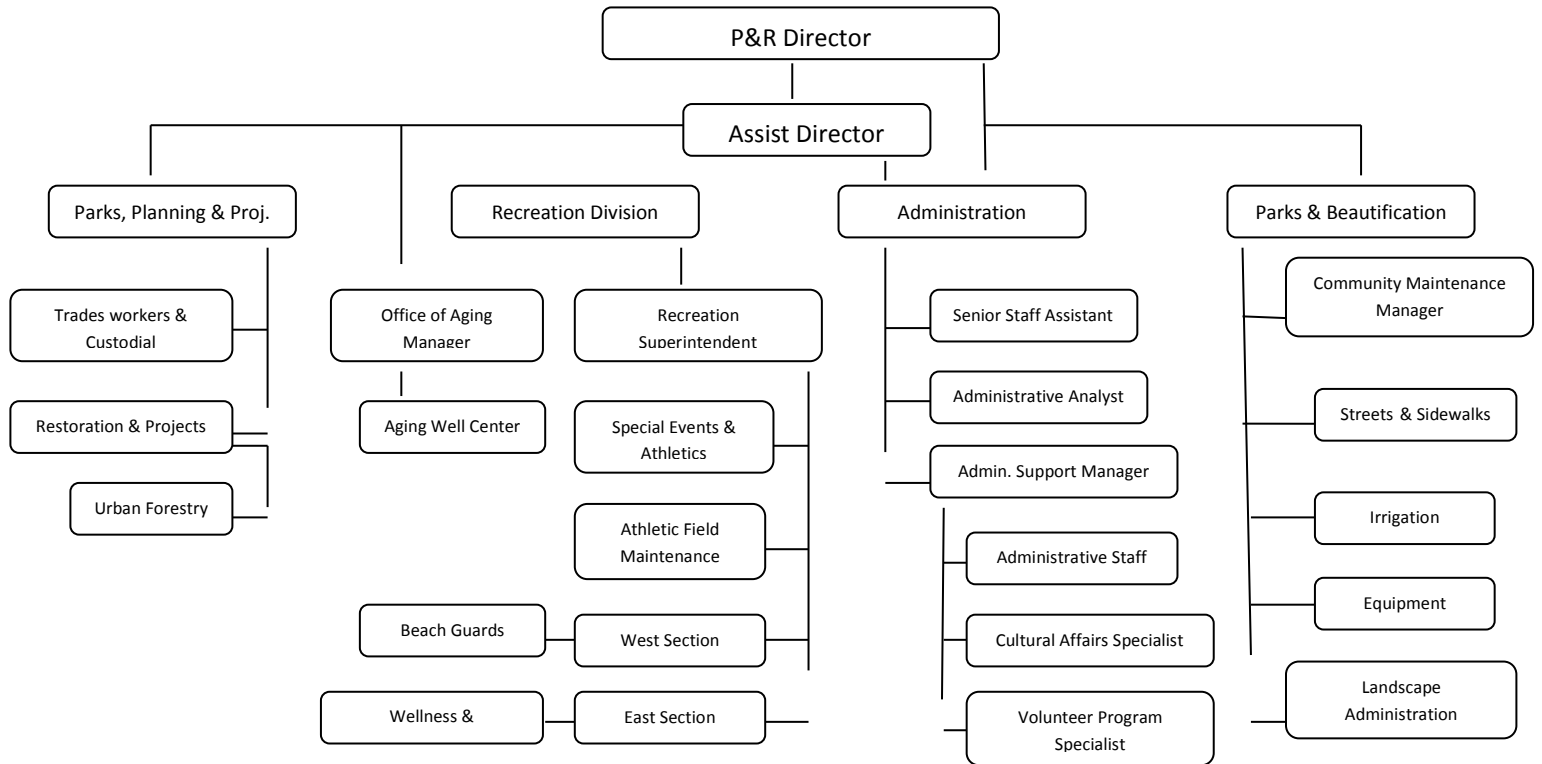 P&R Director
Assist Director
Parks, Planning & Proj.
Recreation Division
Administration
Parks & Beautification
Trades workers &
Custodial
Office of Aging
Manager
Recreation
Superintendent
Senior Staff Assistant
Community Maintenance
Manager
Restoration & Projects
Aging Well Center
Special Events &
Athletics
Administrative Analyst
Streets & Sidewalks
Urban Forestry
Athletic Field
Maintenance
Admin. Support Manager
Irrigation
Administrative Staff
Equipment
Beach Guards
West Section
Cultural Affairs Specialist
Wellness &
East Section
Volunteer Program
Specialist
Landscape
Administration